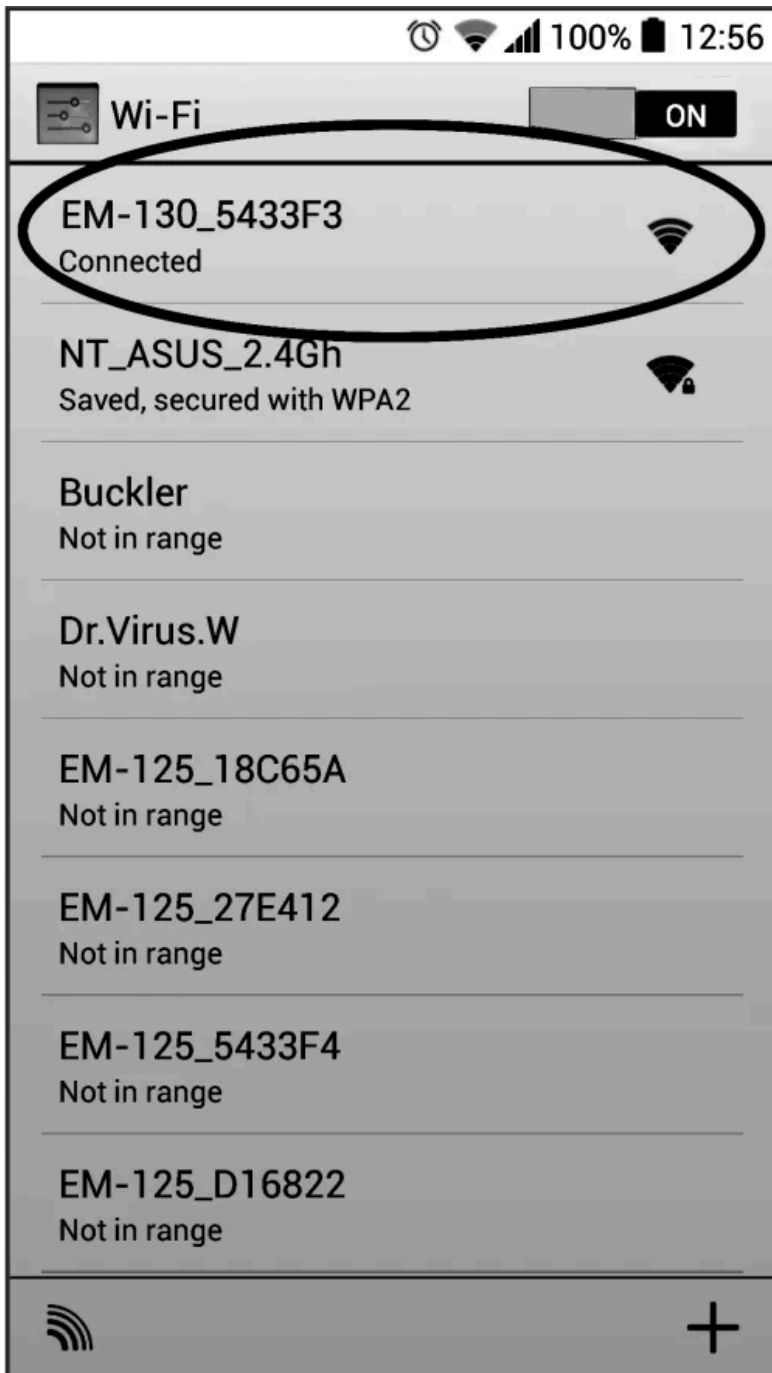 100% 12:56
Wi-Fi ON
EM-130_5433F3
Connected
NT_ASUS_2.4Gh
Saved, secured with WPA2
Buckler
Not in range
Dr.Virus.W
Not in range
EM-125_18C65A
Not in range
EM-125_27E412
Not in range
EM-125_5433F4
Not in range
EM-125_D16822
Not in range